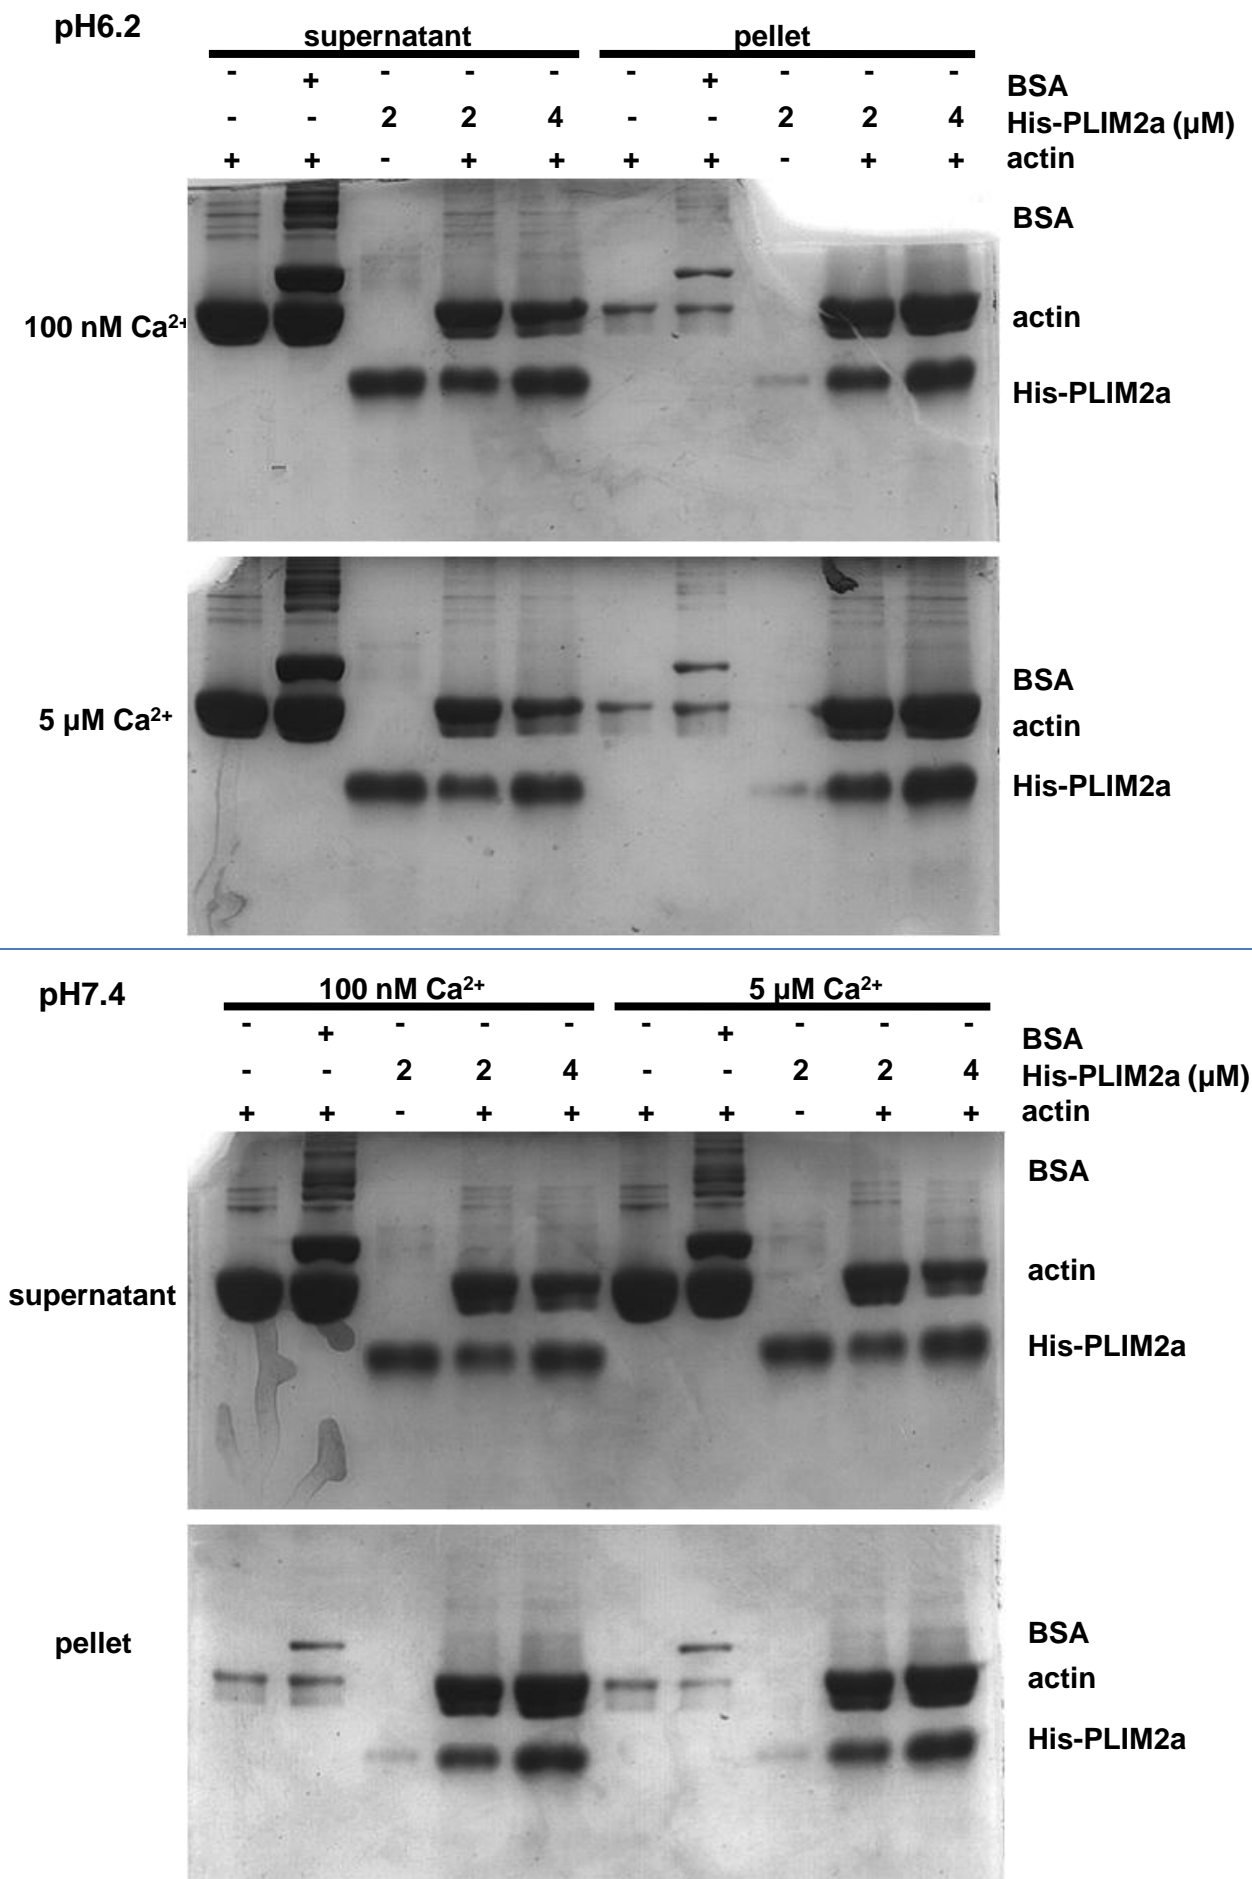 pH6.2
supernatant pellet
- + - - - - + - - - BSA
- - 2 2 4 - - 2 2 4 His-PLIM2a (µM)
+ + - + + + + - + + actin
BSA
100 nM Ca²⁺ actin
His-PLIM2a
BSA
5 µM Ca²⁺ actin
His-PLIM2a
pH7.4
100 nM Ca²⁺ 5 µM Ca²⁺
- + - - - - + - - - BSA
- - 2 2 4 - - 2 2 4 His-PLIM2a (µM)
+ + - + + + + - + + actin
BSA
actin
supernatant
His-PLIM2a
pellet BSA
actin
His-PLIM2a